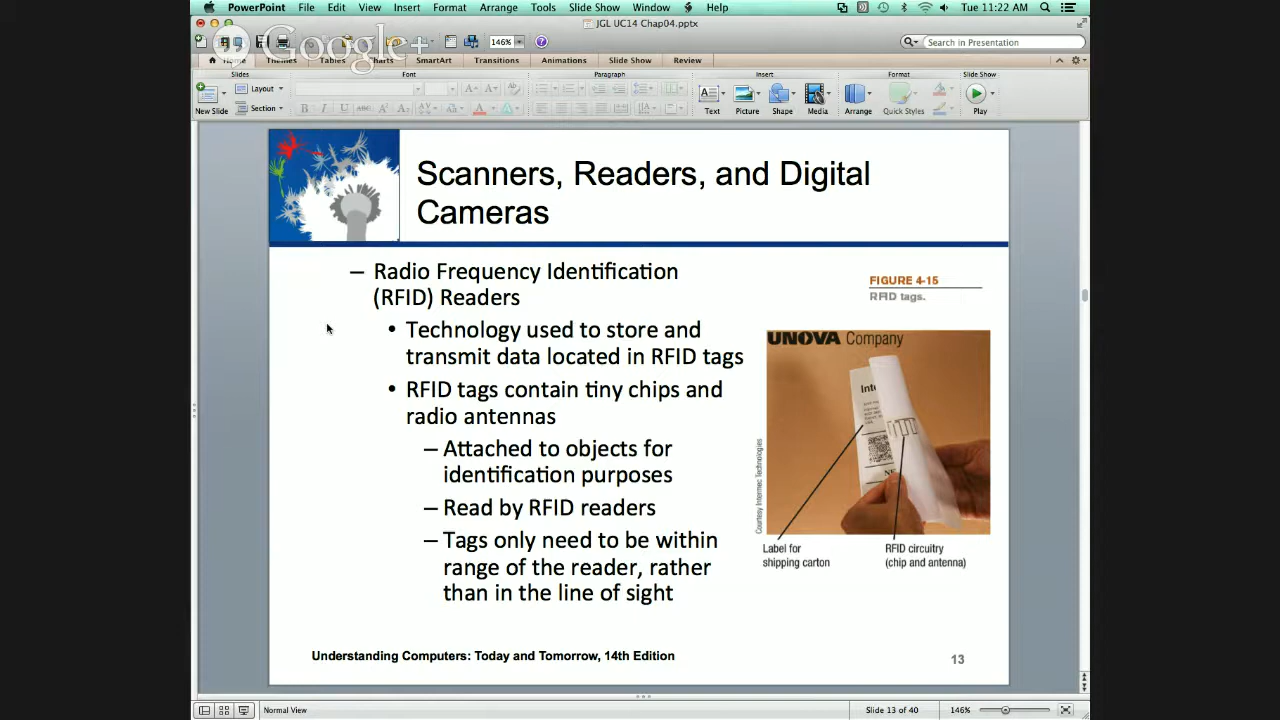 PowerPoint File Edit View Insert Format Arrange Tools Slide Show Window Help Tue 11:22 AM
JGL UC14 Chap04.pptx
Google+
146% Search in Presentation
Home Themes Tables Charts SmartArt Transitions Animations Slide Show Review
Slides Font Paragraph Insert Format Slide Show
Layout
Section
New Slide Text Picture Shape Media Arrange Quick Styles Play
Scanners, Readers, and Digital
Cameras
– Radio Frequency Identification
(RFID) Readers
• Technology used to store and
transmit data located in RFID tags
• RFID tags contain tiny chips and
radio antennas
– Attached to objects for
identification purposes
– Read by RFID readers
– Tags only need to be within
range of the reader, rather
than in the line of sight
FIGURE 4-15
RFID tags.
UNOVA Company
Inte
NE
Courtesy Intermec Technologies
Label for
shipping carton
RFID circuitry
(chip and antenna)
Understanding Computers: Today and Tomorrow, 14th Edition
13
Normal View Slide 13 of 40 146%